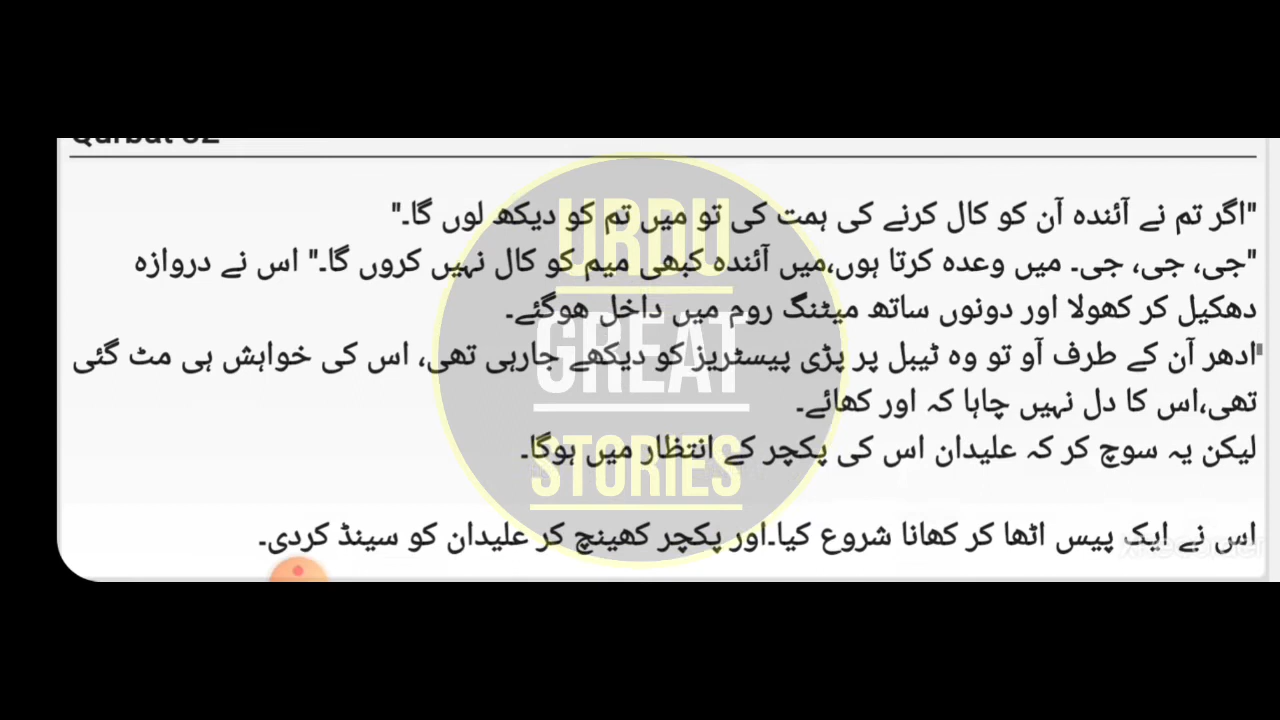 "اگر تم نے آئندہ آن کو کال کرنے کی ہمت کی تو میں تم کو دیکھ لوں گا۔"
"جی، جی، جی۔ میں وعدہ کرتا ہوں،میں آئندہ کبھی میم کو کال نہیں کروں گا۔" اس نے دروازہ
دھکیل کر کھولا اور دونوں ساتھ میٹنگ روم میں داخل ھوگئے۔
ادھر آن کے طرف آو تو وہ ٹیبل پر پڑی پیسٹریز کو دیکھے جارہی تھی، اس کی خواہش ہی مٹ گئی
تھی،اس کا دل نہیں چاہا کہ اور کھائے۔
لیکن یہ سوچ کر کہ علیدان اس کی پکچر کے انتظار میں ہوگا۔
اس نے ایک پیس اٹھا کر کھانا شروع کیا۔اور پکچر کھینچ کر علیدان کو سینڈ کردی۔
URDU
GREAT
STORIES